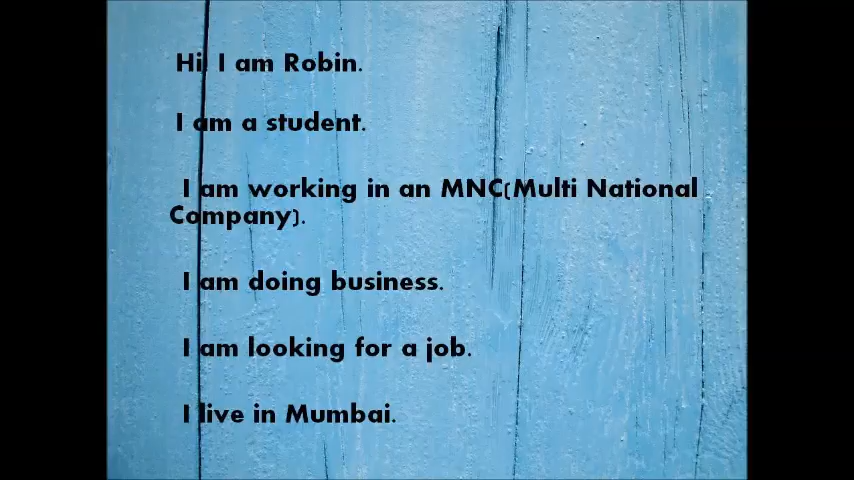 Hi! I am Robin.
I am a student.
I am working in an MNC(Multi National
Company).
I am doing business.
I am looking for a job.
I live in Mumbai.